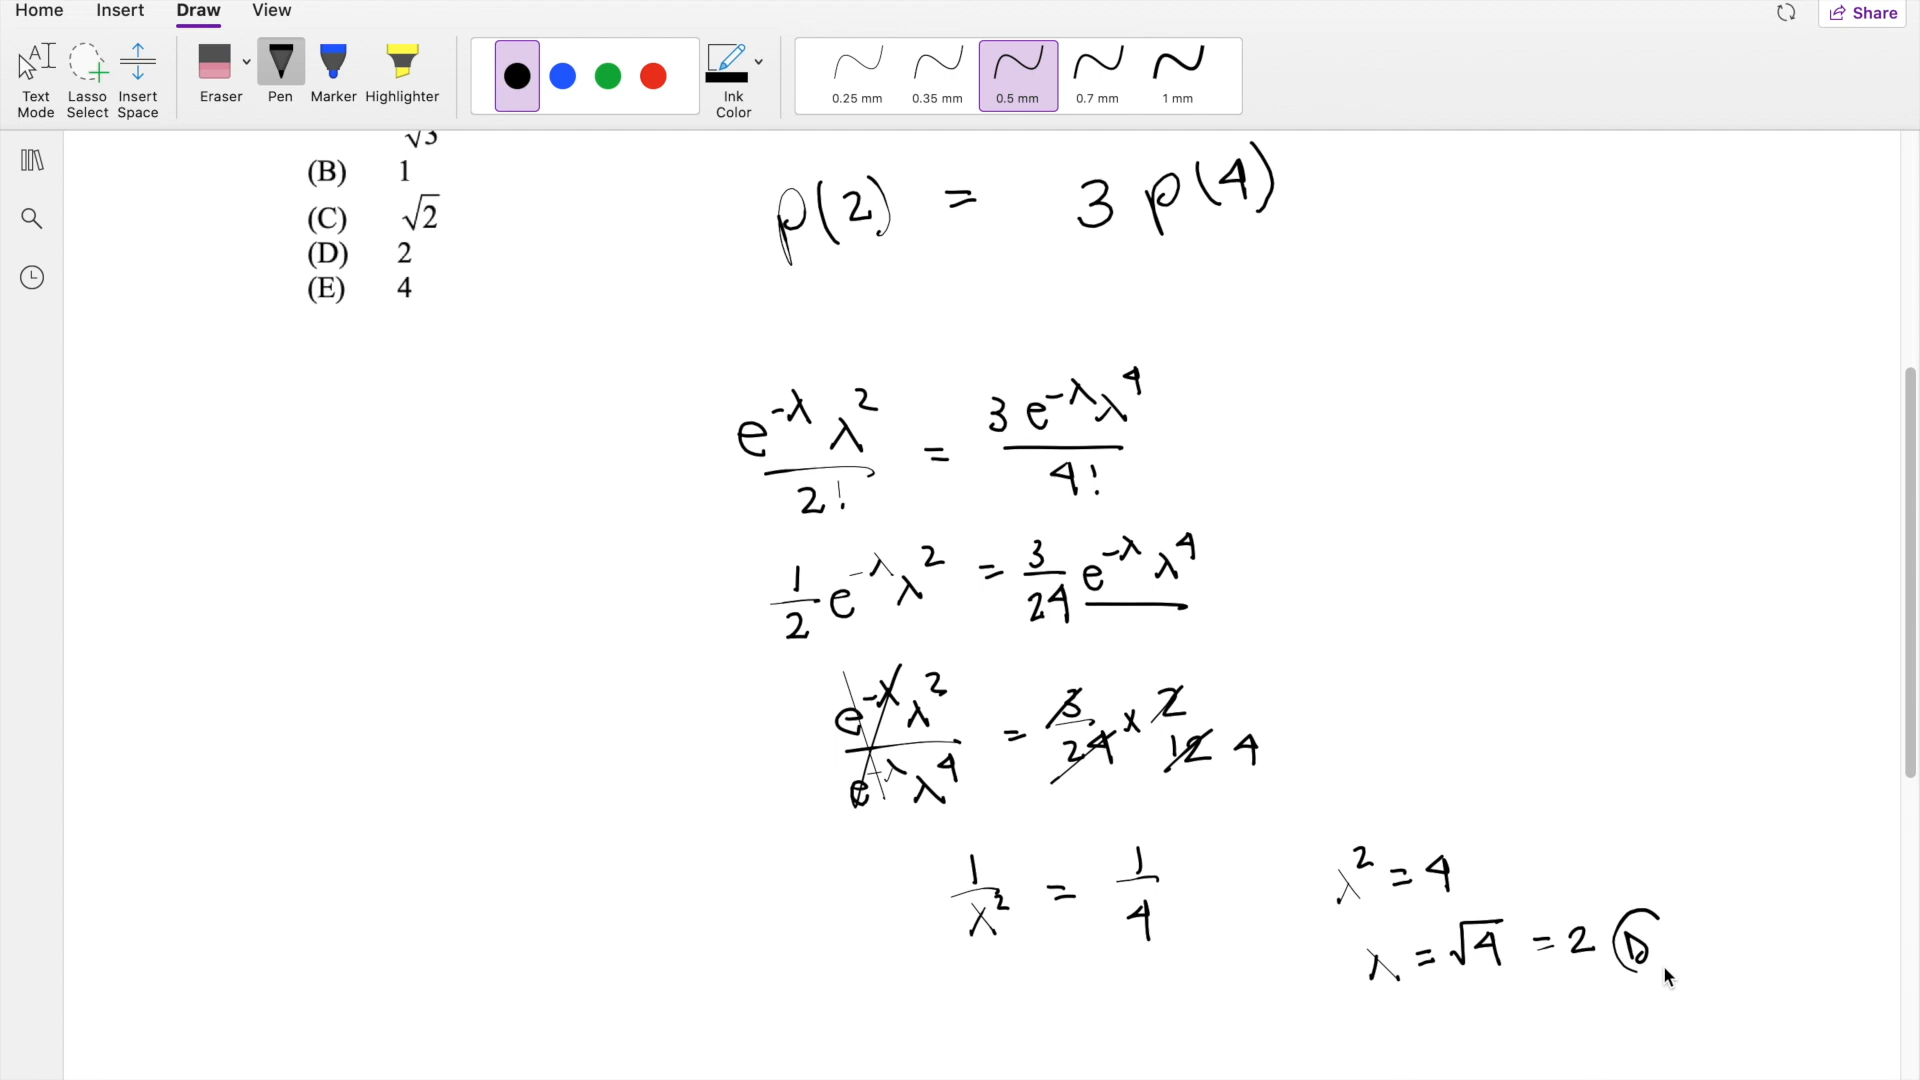 Home Insert Draw View
Share
Text Mode
Lasso Select
Insert Space
Eraser
Pen
Marker
Highlighter
Ink Color
0.25 mm
0.35 mm
0.5 mm
0.7 mm
1 mm
√3
(B) 1
(C) √2
(D) 2
(E) 4
p(2) = 3 p(4)
e^-λ λ^2 / 2! = 3 e^-λ λ^4 / 4!
1/2 e^-λ λ^2 = 3/24 e^-λ λ^4
e^-λ λ^2 / e^-λ λ^4 = 3/24 × 2 12 4
1/λ^2 = 1/4
λ^2 = 4
λ = √4 = 2 D